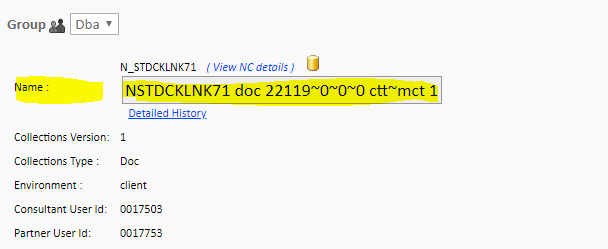 Group Dba
N_STDCKLNK71 ( View NC details )
Name : NSTDCKLNK71 doc 22119~0~0~0 ctt~mct 1
Detailed History
Collections Version: 1
Collections Type : Doc
Environment : client
Consultant User Id: 0017503
Partner User Id: 0017753